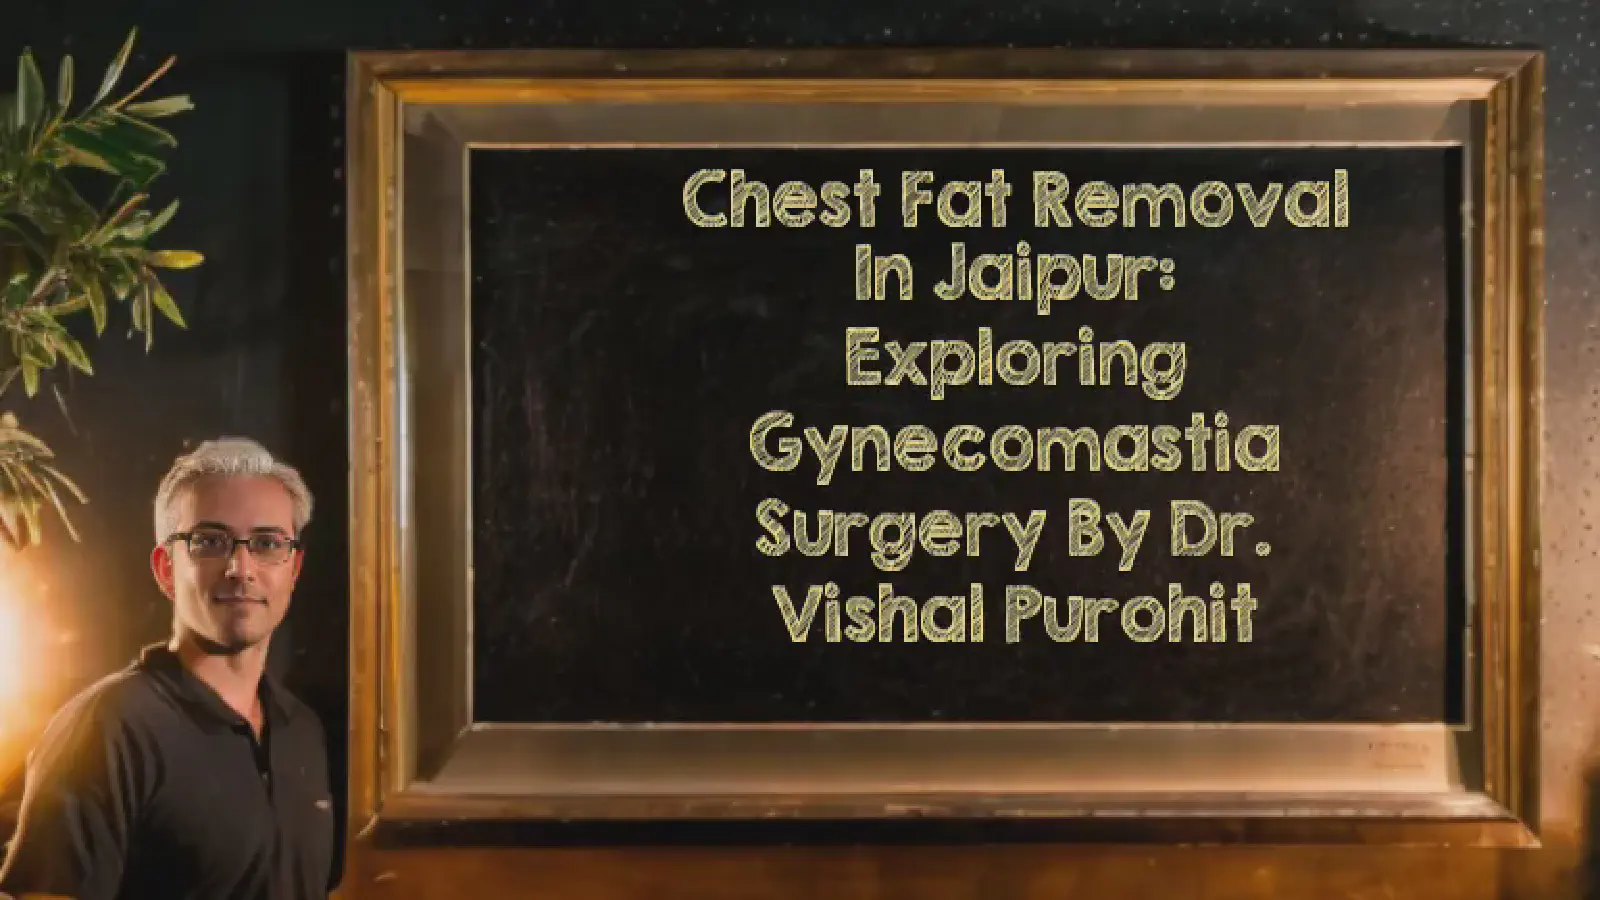 Chest Fat Removal
In Jaipur:
Exploring
Gynecomastia
Surgery By Dr.
Vishal Purohit